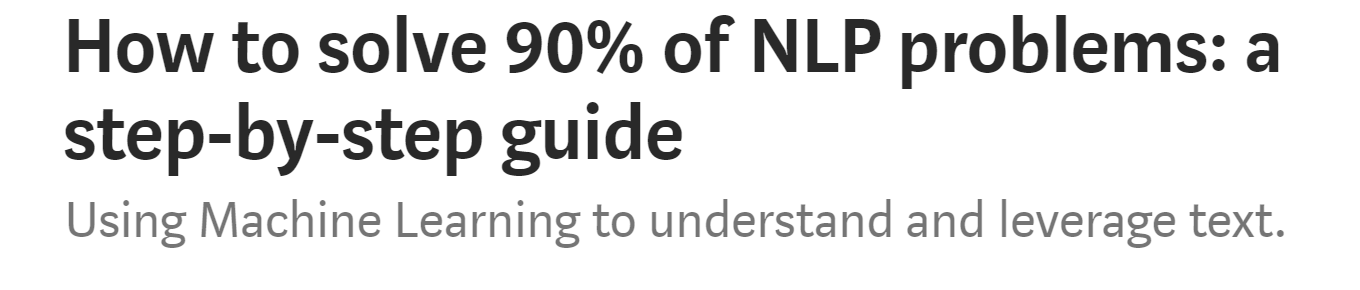 How to solve 90% of NLP problems: a
step-by-step guide
Using Machine Learning to understand and leverage text.